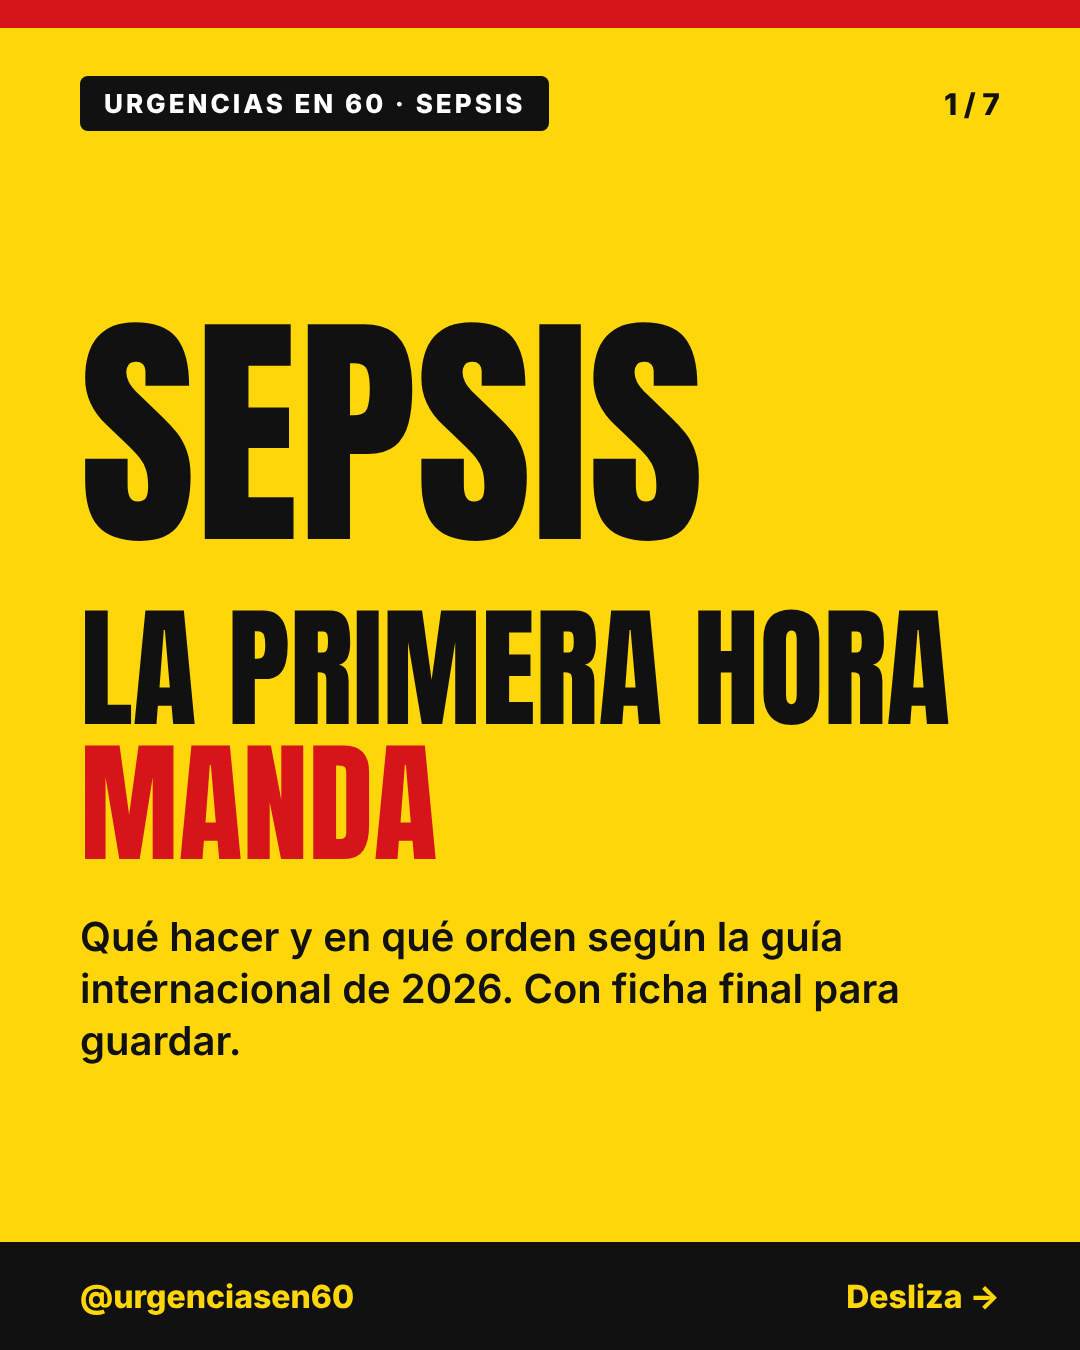 URGENCIAS EN 60 · SEPSIS
1/7
SEPSIS
LA PRIMERA HORA
MANDA
Qué hacer y en qué orden según la guía
internacional de 2026. Con ficha final para
guardar.
@urgenciasen60
Desliza →